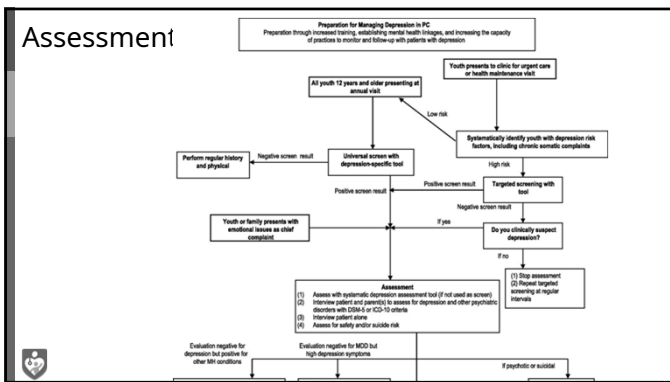 Assessment
Preparation for Managing Depression in PC
Preparation through increased training, establishing mental health linkages, and increasing the capacity
of practices to monitor and follow-up with patients with depression
Youth presents to clinic for urgent care
or health maintenance visit
All youth 12 years and older presenting at
annual visit
Low risk
Systematically identify youth with depression risk
factors, including chronic somatic complaints
High risk
Perform regular history
and physical
Negative screen result
Universal screen with
depression-specific tool
Positive screen result
Positive screen result
Targeted screening with
tool
Negative screen result
Youth or family presents with
emotional issues as chief
complaint
If yes
Do you clinically suspect
depression?
If no
(1) Stop assessment
(2) Repeat targeted
screening at regular
intervals
Assessment
(1) Assess with systematic depression assessment tool (if not used as screen)
(2) Interview patient and parent(s) to assess for depression and other psychiatric
disorders with DSM-5 or ICD-10 criteria
(3) Interview patient alone
(4) Assess for safety and/or suicide risk
Evaluation negative for
depression but positive for
other MH conditions
Evaluation negative for MDD but
high depression symptoms
If psychotic or suicidal